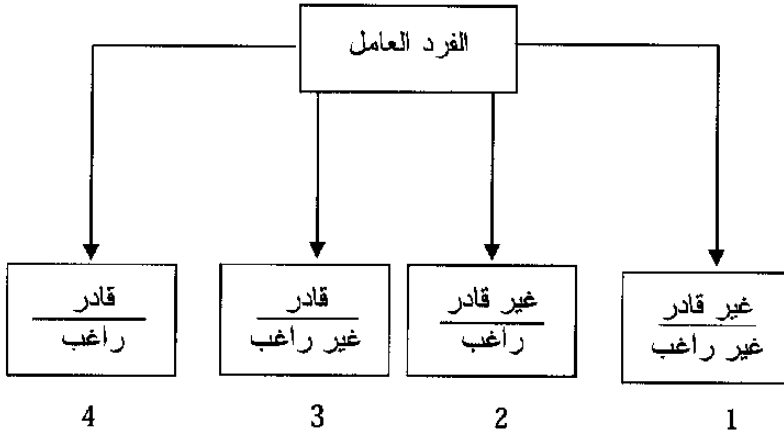 الفرد العامل
غير قادر
غير راغب
غير قادر
راغب
قادر
غير راغب
قادر
راغب
1
2
3
4